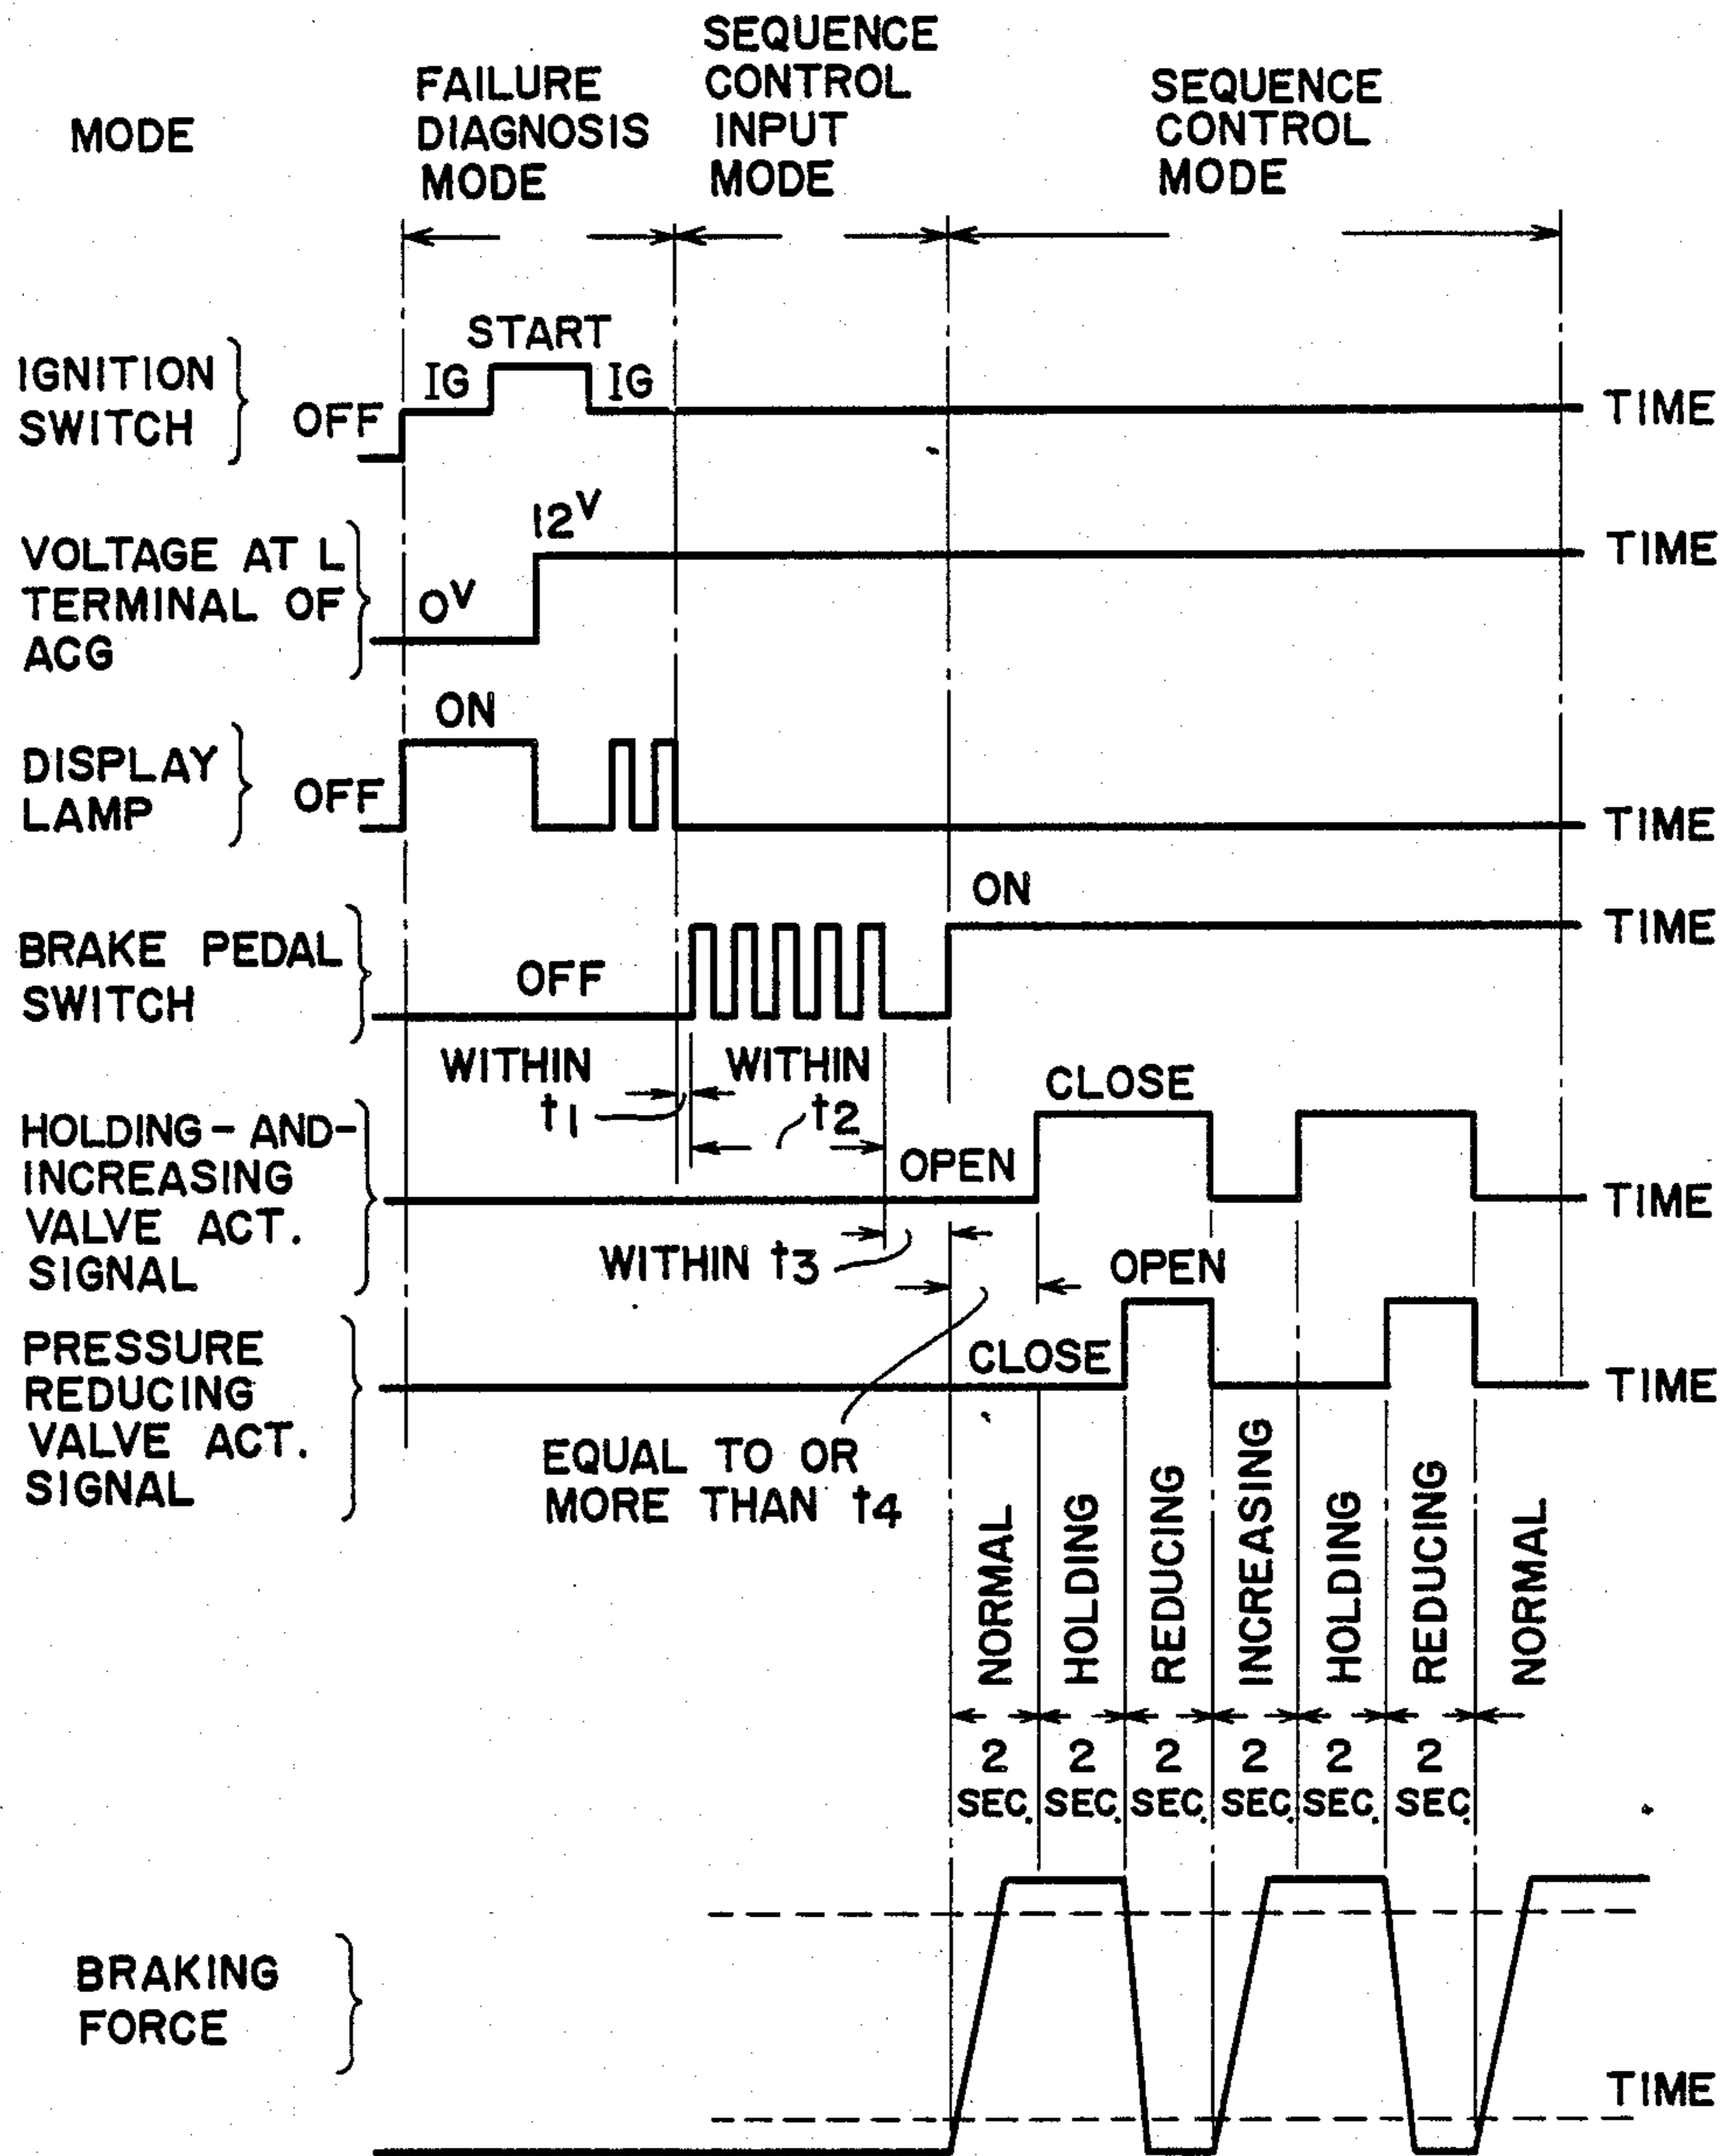 MODE
FAILURE
DIAGNOSIS
MODE
SEQUENCE
CONTROL
INPUT
MODE
SEQUENCE
CONTROL
MODE
IGNITION
SWITCH
OFF
IG
START
IG
TIME
VOLTAGE AT L
TERMINAL OF
ACG
0V
12V
TIME
DISPLAY
LAMP
OFF
ON
TIME
BRAKE PEDAL
SWITCH
OFF
ON
TIME
WITHIN
t1
WITHIN
t2
HOLDING-AND-
INCREASING
VALVE ACT.
SIGNAL
OPEN
CLOSE
TIME
WITHIN t3
PRESSURE
REDUCING
VALVE ACT.
SIGNAL
CLOSE
OPEN
TIME
EQUAL TO OR
MORE THAN t4
NORMAL
HOLDING
REDUCING
INCREASING
HOLDING
REDUCING
NORMAL
2
SEC.
2
SEC.
2
SEC.
2
SEC.
2
SEC.
2
SEC.
BRAKING
FORCE
TIME